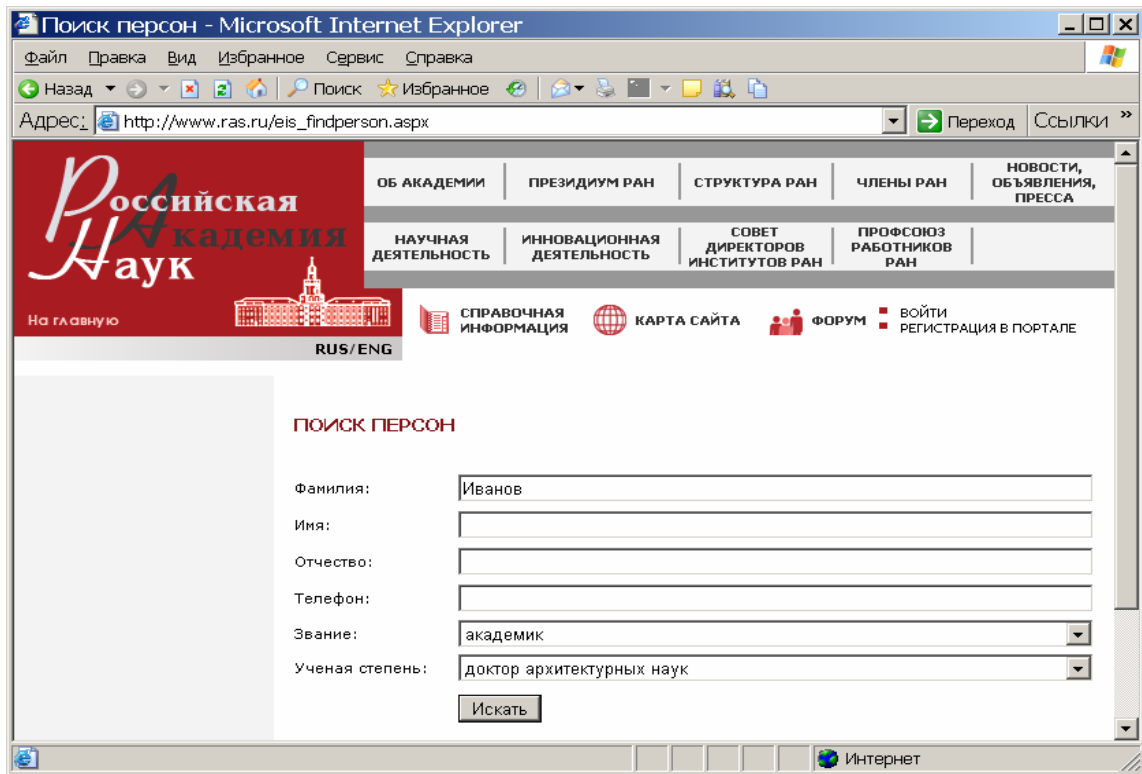 Поиск персон - Microsoft Internet Explorer
Файл Правка Вид Избранное Сервис Справка
Назад Поиск Избранное
Адрес: http://www.ras.ru/eis_findperson.aspx Переход Ссылки »
Российская
Академия
Наук
На главную
RUS/ENG
ОБ АКАДЕМИИ ПРЕЗИДИУМ РАН СТРУКТУРА РАН ЧЛЕНЫ РАН НОВОСТИ, ОБЪЯВЛЕНИЯ, ПРЕССА
НАУЧНАЯ ДЕЯТЕЛЬНОСТЬ ИННОВАЦИОННАЯ ДЕЯТЕЛЬНОСТЬ СОВЕТ ДИРЕКТОРОВ ИНСТИТУТОВ РАН ПРОФСОЮЗ РАБОТНИКОВ РАН
СПРАВОЧНАЯ ИНФОРМАЦИЯ КАРТА САЙТА ФОРУМ ВОЙТИ
РЕГИСТРАЦИЯ В ПОРТАЛЕ
ПОИСК ПЕРСОН
Фамилия: Иванов
Имя:
Отчество:
Телефон:
Звание: академик
Ученая степень: доктор архитектурных наук
Искать
Интернет